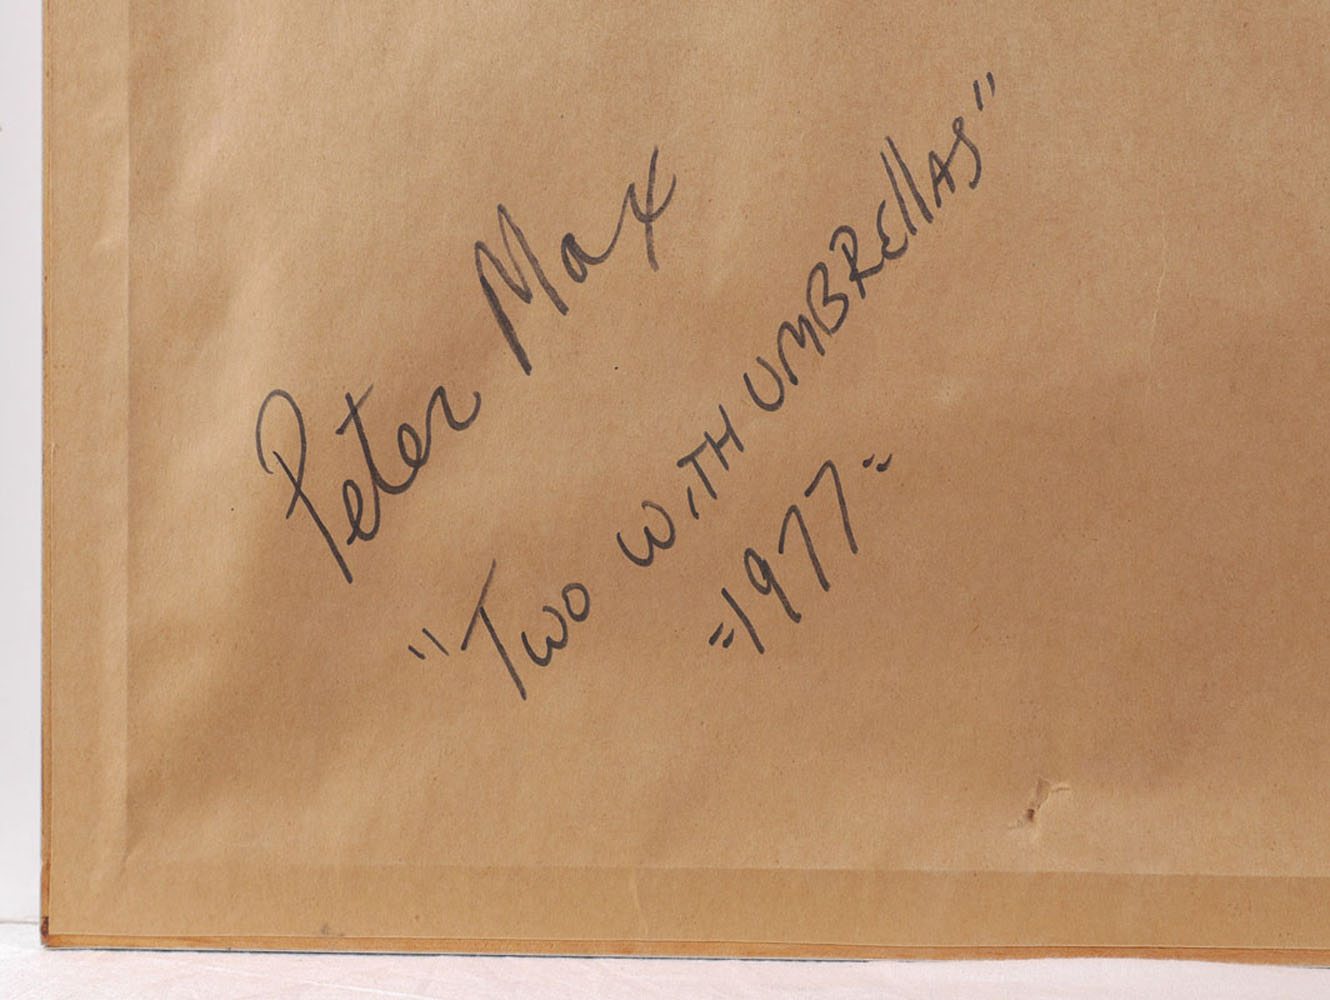 Peter Max
"Two WITH UMBRellAS"
=1977=